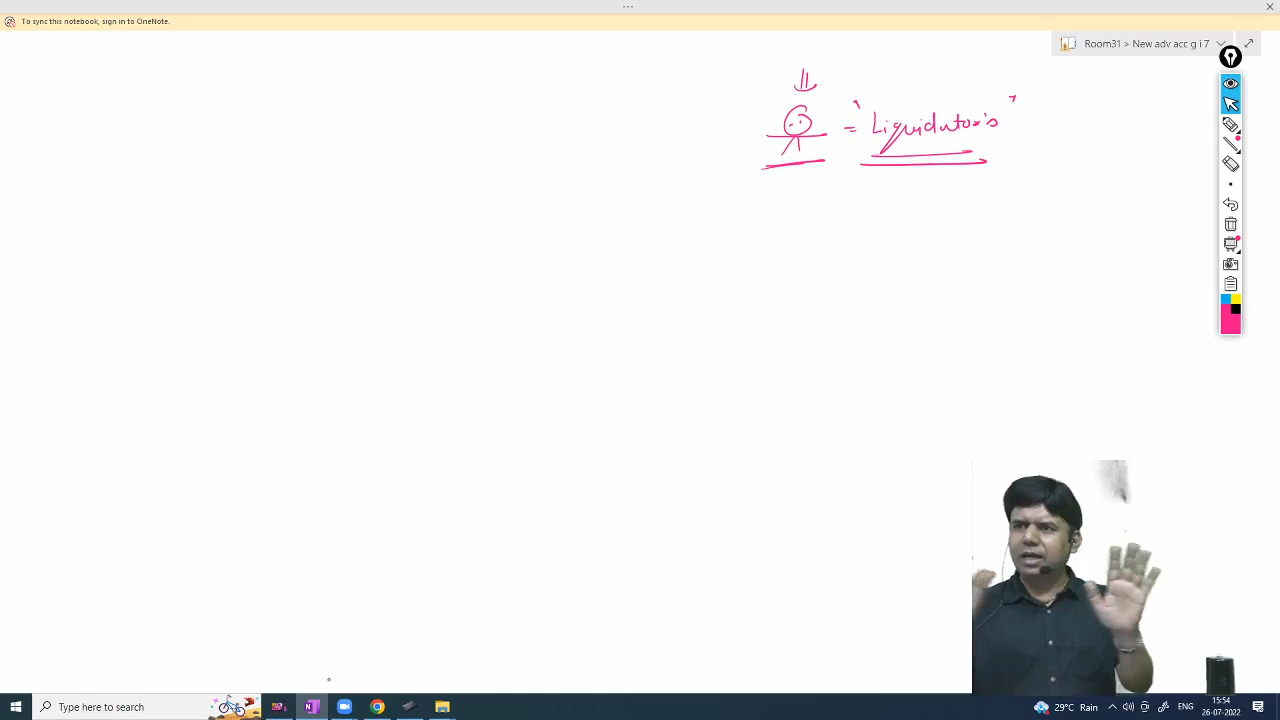 To sync this notebook, sign in to OneNote.
Room31 > New adv acc g i 7
= "Liquidator's"
Type here to search
29°C Rain
15:54
26-07-2022